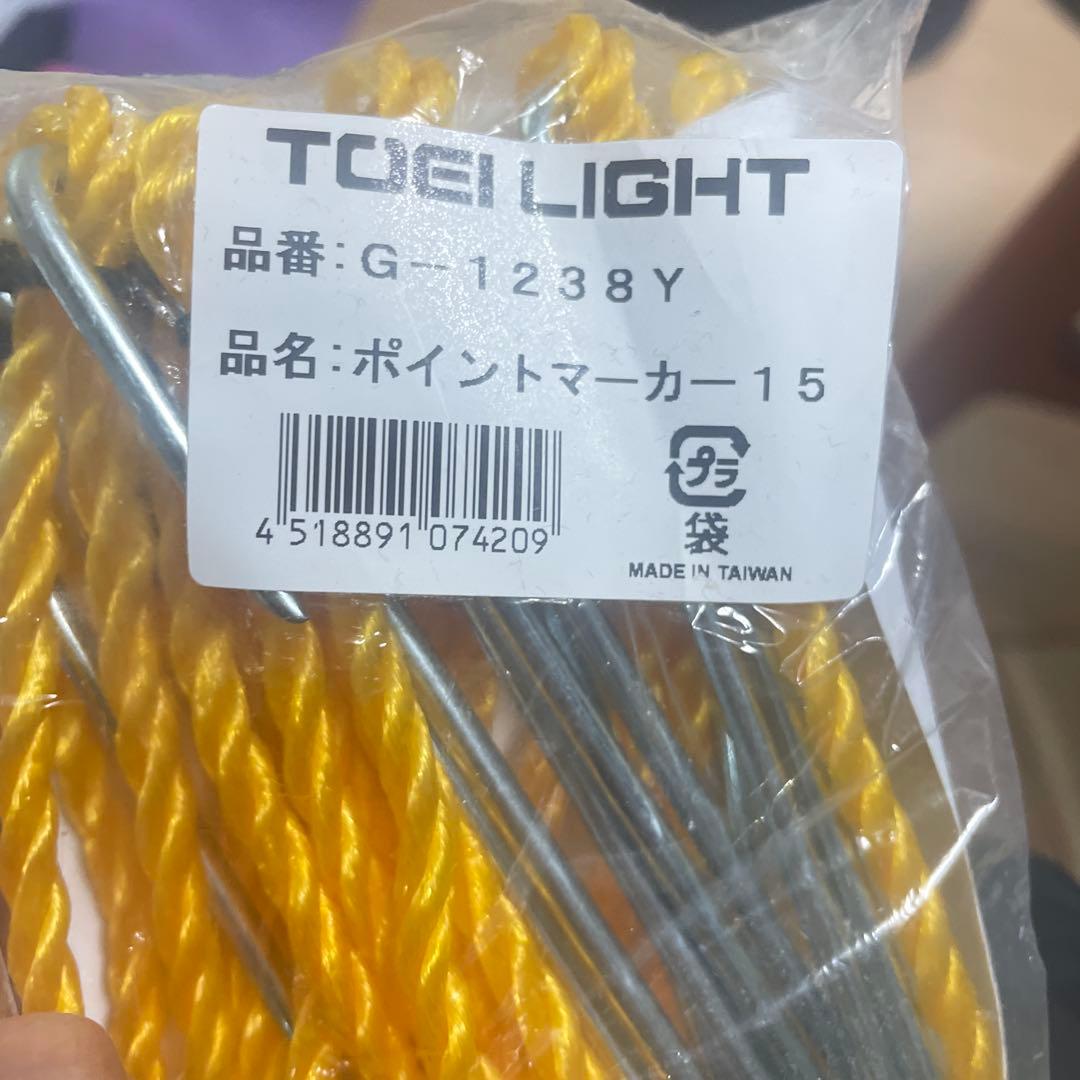 TOEI LIGHT
品番:G-1238Y
品名:ポイントマーカー15
4 518891 074209
プラ
袋
MADE IN TAIWAN